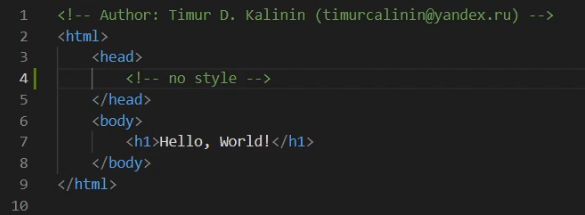 1 <!-- Author: Timur D. Kalinin (timurcalinin@yandex.ru) -->
2 <html>
3     <head>
4         <!-- no style -->
5     </head>
6     <body>
7         <h1>Hello, World!</h1>
8     </body>
9 </html>
10